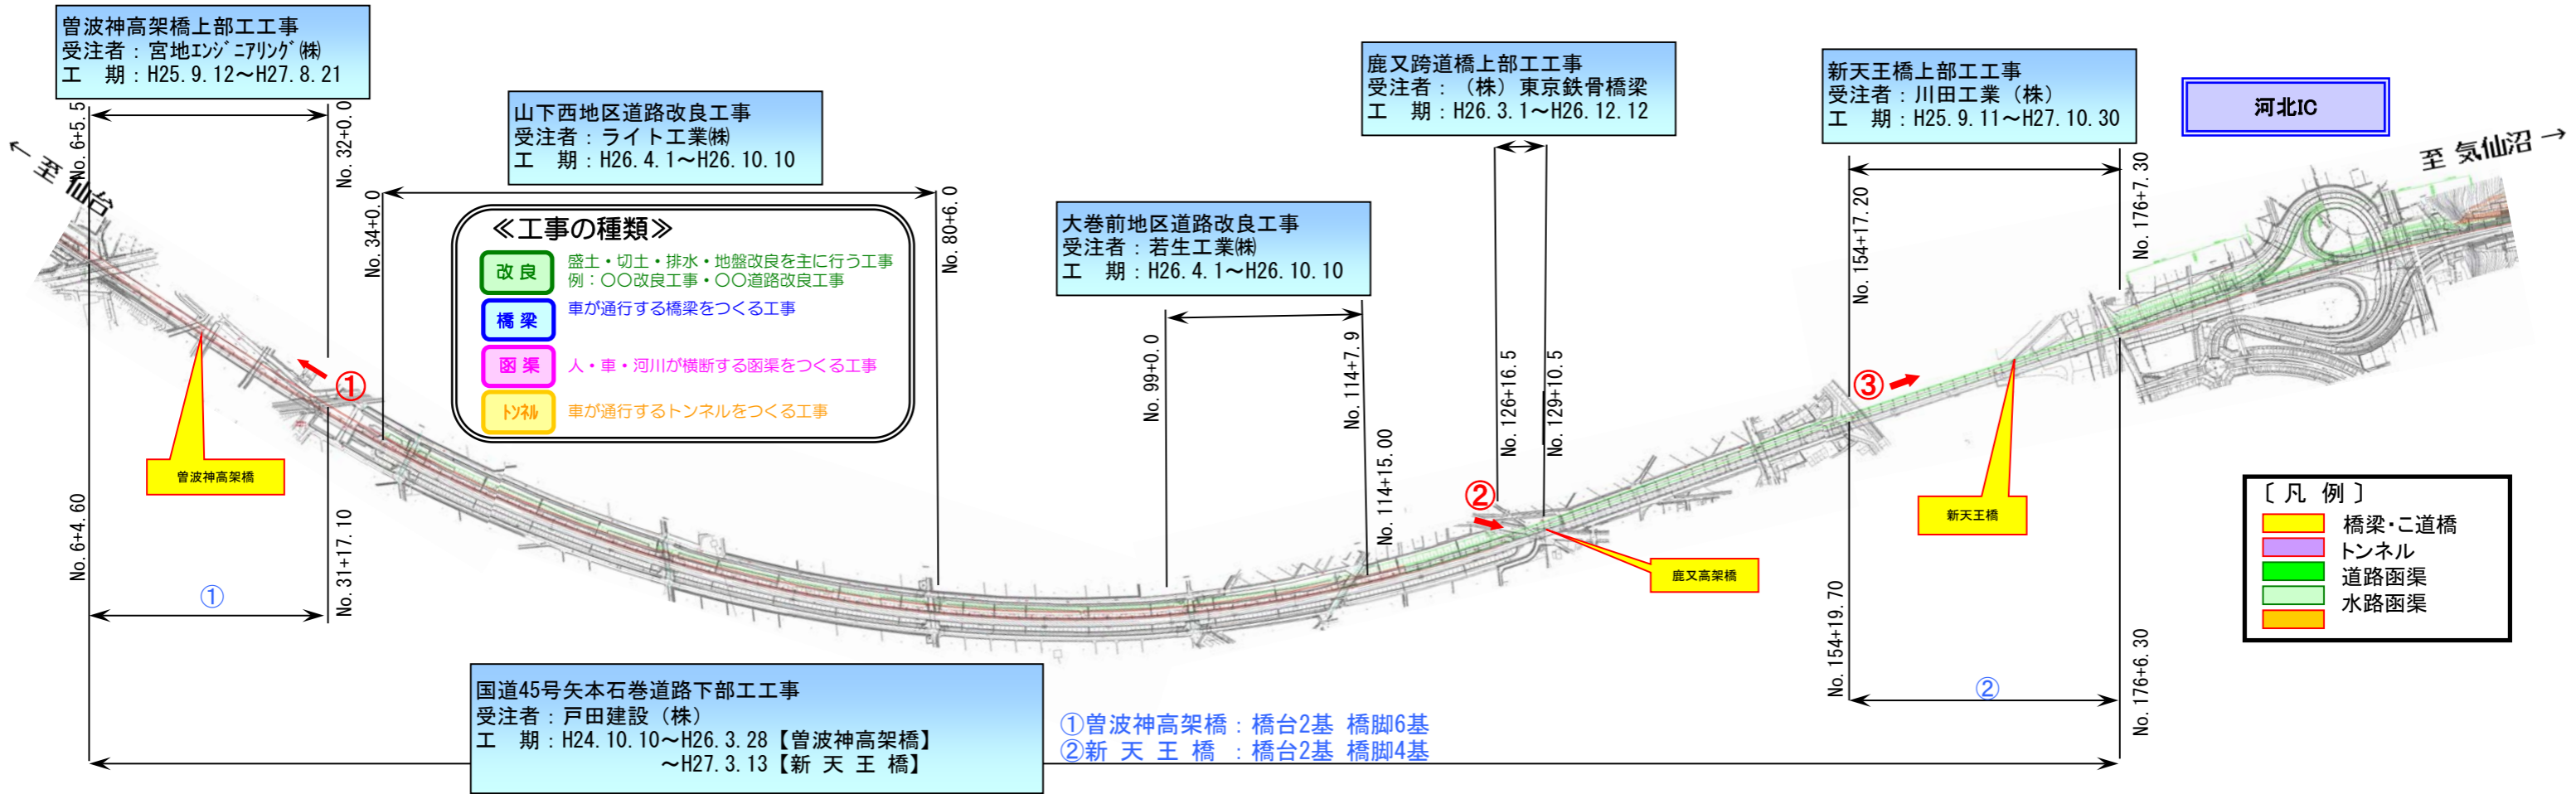 曽波神高架橋上部工工事
受注者：宮地ｴﾝｼﾞﾆｱﾘﾝｸﾞ㈱
工　期：H25.9.12～H27.8.21
山下西地区道路改良工事
受注者：ライト工業㈱
工　期：H26.4.1～H26.10.10
大巻前地区道路改良工事
受注者：若生工業㈱
工　期：H26.4.1～H26.10.10
鹿又跨道橋上部工工事
受注者：（株）東京鉄骨橋梁
工　期：H26.3.1～H26.12.12
新天王橋上部工工事
受注者：川田工業（株）
工　期：H25.9.11～H27.10.30
河北IC
← 至 仙台
至 気仙沼 →
No.6+5.5
No.32+0.0
No.34+0.0
No.80+6.0
No.99+0.0
No.114+7.9
No.114+15.00
No.126+16.5
No.129+10.5
No.154+17.20
No.176+7.30
≪工事の種類≫
改 良
盛土・切土・排水・地盤改良を主に行う工事
例：〇〇改良工事・〇〇道路改良工事
橋 梁
車が通行する橋梁をつくる工事
函 渠
人・車・河川が横断する函渠をつくる工事
ﾄﾝﾈﾙ
車が通行するトンネルをつくる工事
①
②
③
曽波神高架橋
鹿又高架橋
新天王橋
No.6+4.60
No.31+17.10
①
No.154+19.70
No.176+6.30
②
〔 凡 例 〕
橋梁・こ道橋
トンネル
道路函渠
水路函渠
国道45号矢本石巻道路下部工工事
受注者：戸田建設（株）
工　期：H24.10.10～H26.3.28【曽波神高架橋】
～H27.3.13【新 天 王 橋】
①曽波神高架橋：橋台2基 橋脚6基
②新 天 王 橋 ：橋台2基 橋脚4基